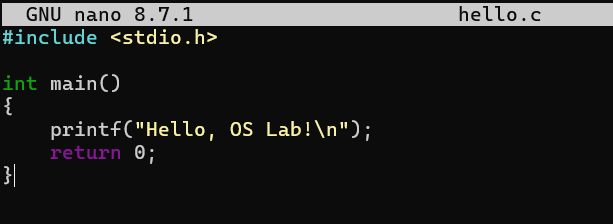 GNU nano 8.7.1 hello.c
#include <stdio.h>
int main()
{
    printf("Hello, OS Lab!\n");
    return 0;
}